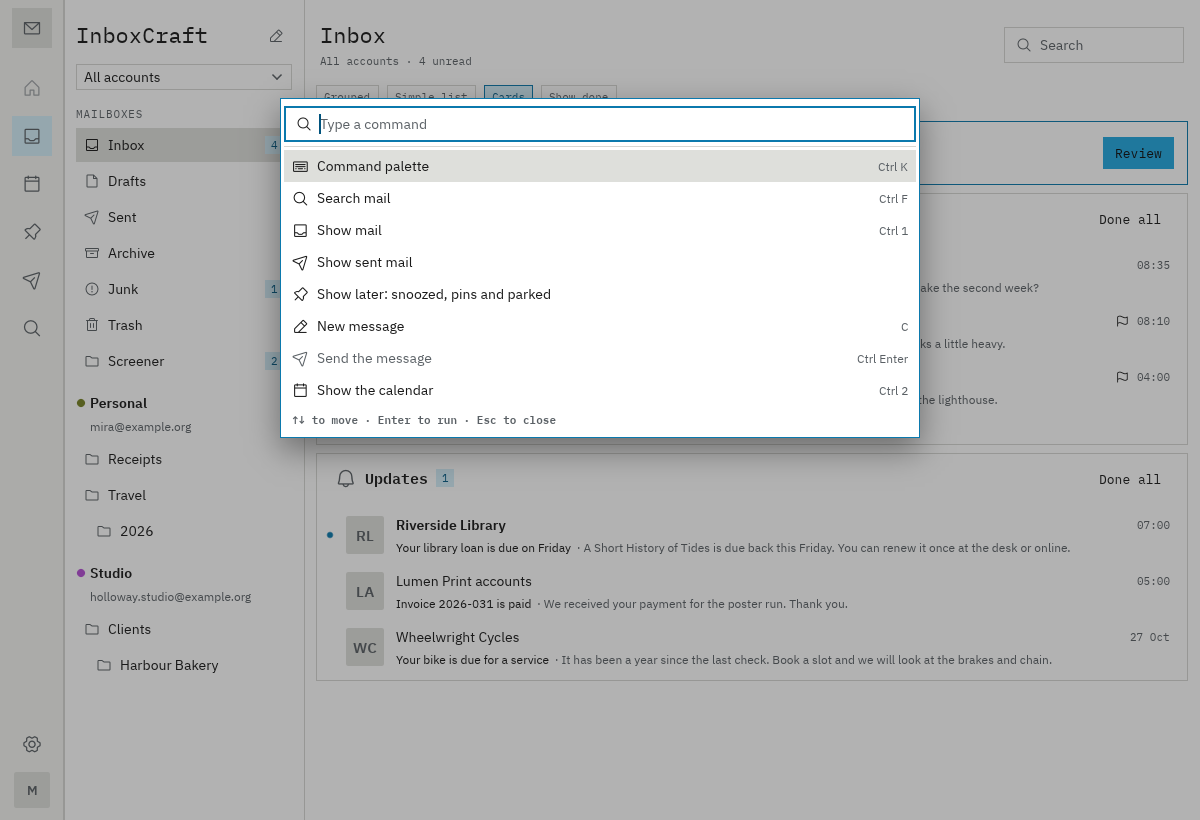 InboxCraft
All accounts
MAILBOXES
Inbox 4
Drafts
Sent
Archive
Junk 1
Trash
Screener 2
Personal
mira@example.org
Receipts
Travel
2026
Studio
holloway.studio@example.org
Clients
Harbour Bakery
M
Inbox
All accounts · 4 unread
Search
Grouped Simple list Cards Show done
Review
Type a command
Command palette Ctrl K
Search mail Ctrl F
Show mail Ctrl 1
Show sent mail
Show later: snoozed, pins and parked
New message C
Send the message Ctrl Enter
Show the calendar Ctrl 2
↑↓ to move · Enter to run · Esc to close
Done all
08:35
the second week?
08:10
a little heavy.
04:00
the lighthouse.
Updates 1 Done all
RL Riverside Library 07:00
Your library loan is due on Friday · A Short History of Tides is due back this Friday. You can renew it once at the desk or online.
LA Lumen Print accounts 05:00
Invoice 2026-031 is paid · We received your payment for the poster run. Thank you.
WC Wheelwright Cycles 27 Oct
Your bike is due for a service · It has been a year since the last check. Book a slot and we will look at the brakes and chain.